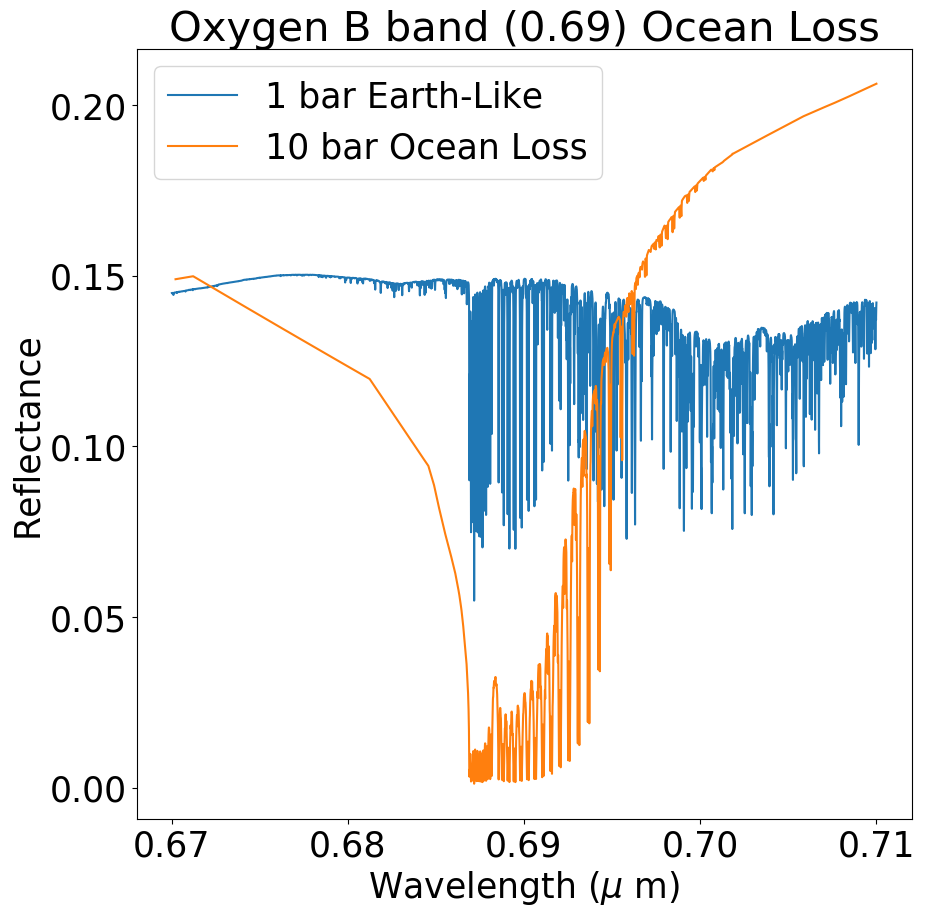 Oxygen B band (0.69) Ocean Loss
1 bar Earth-Like
10 bar Ocean Loss
Reflectance
0.20
0.15
0.10
0.05
0.00
0.67 0.68 0.69 0.70 0.71
Wavelength (μ m)